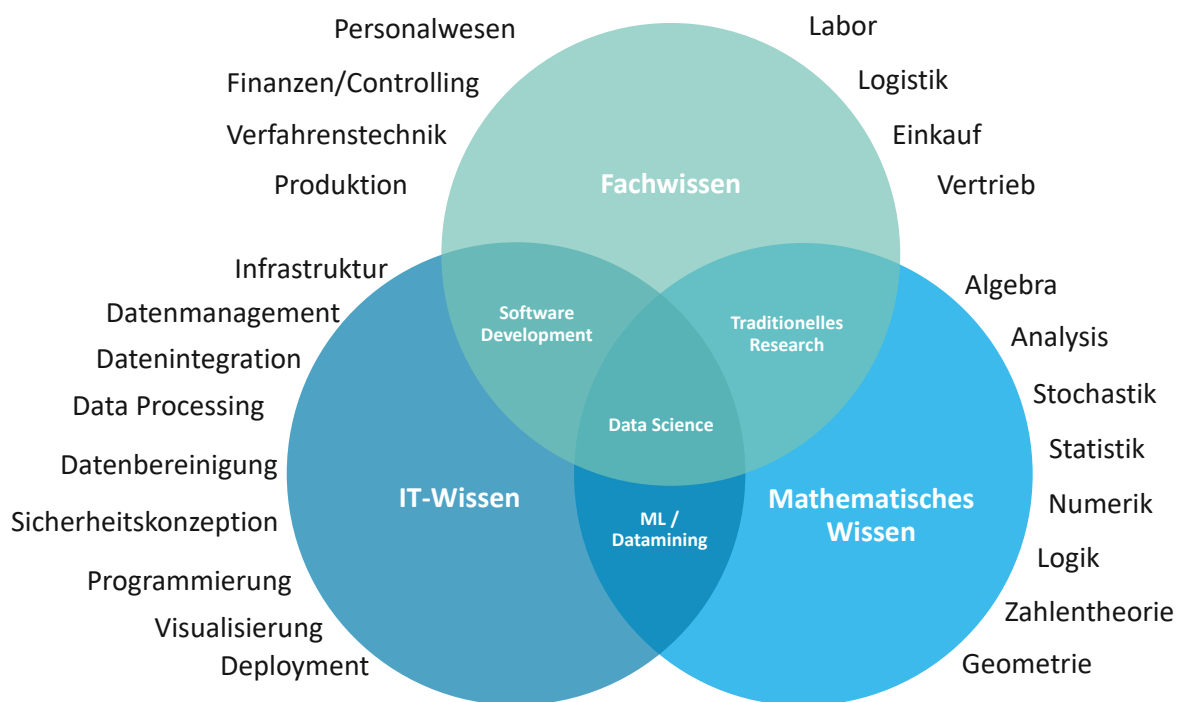 Personalwesen
Finanzen/Controlling
Verfahrenstechnik
Produktion
Labor
Logistik
Einkauf
Vertrieb
Fachwissen
Infrastruktur
Datenmanagement
Datenintegration
Data Processing
Datenbereinigung
Sicherheitskonzeption
Programmierung
Visualisierung
Deployment
Software
Development
Traditionelles
Research
Data Science
IT-Wissen
ML /
Datamining
Mathematisches
Wissen
Algebra
Analysis
Stochastik
Statistik
Numerik
Logik
Zahlentheorie
Geometrie